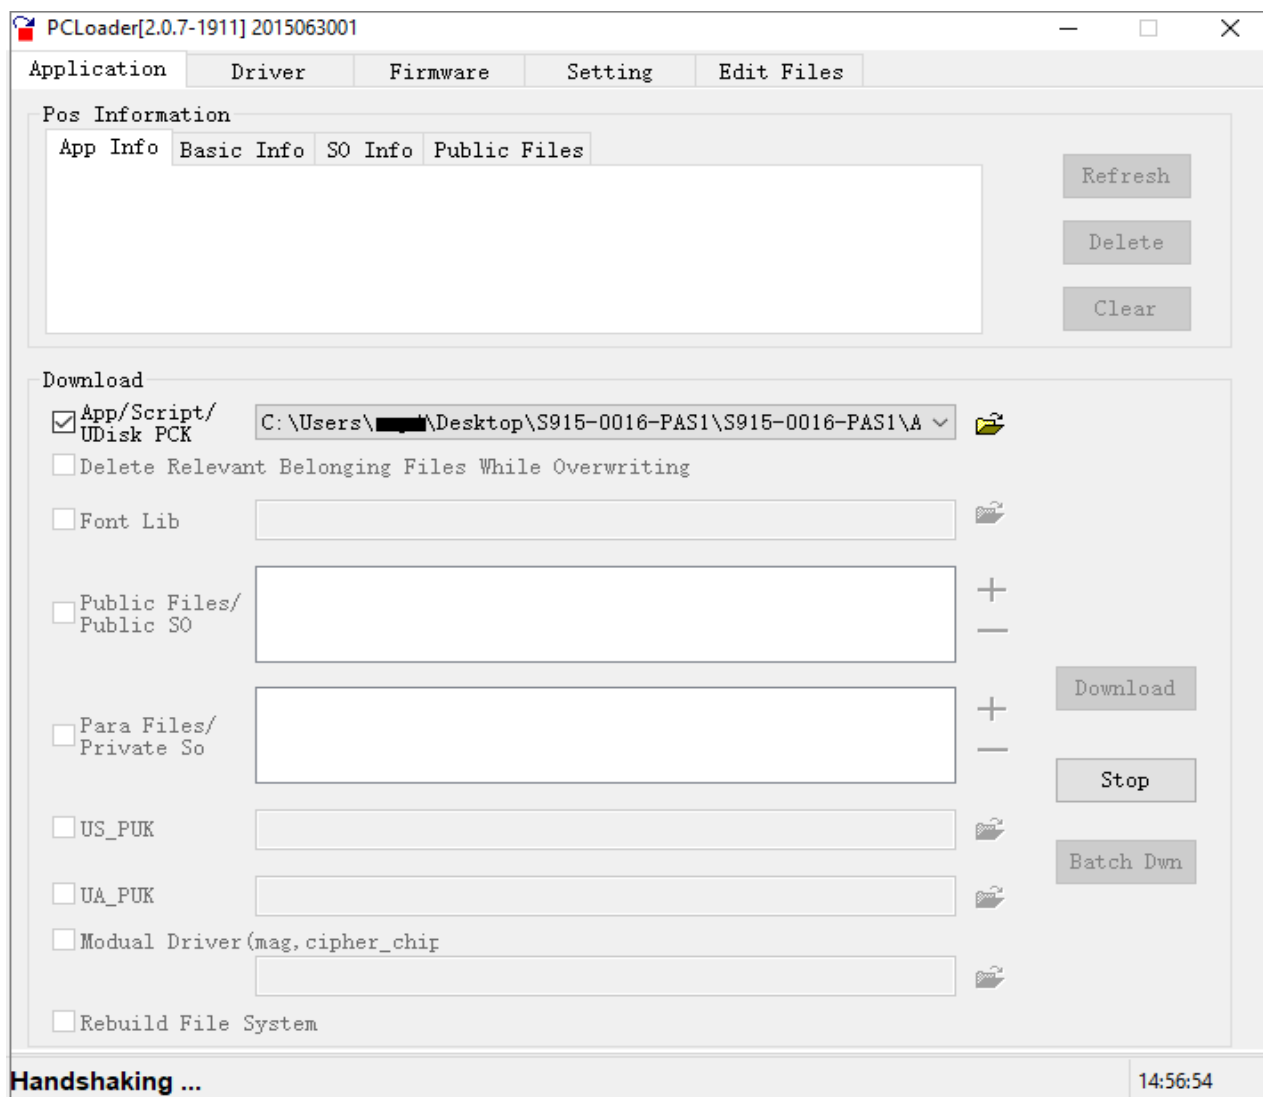 PCLoader[2.0.7-1911] 2015063001
Application Driver Firmware Setting Edit Files
Pos Information
App Info Basic Info SO Info Public Files
Refresh
Delete
Clear
Download
App/Script/
UDisk PCK
C:\Users\ \Desktop\S915-0016-PAS1\S915-0016-PAS1\A
Delete Relevant Belonging Files While Overwriting
Font Lib
Public Files/
Public SO
Para Files/
Private So
Download
Stop
US_PUK
Batch Dwn
UA_PUK
Modual Driver(mag,cipher_chip
Rebuild File System
Handshaking ...
14:56:54